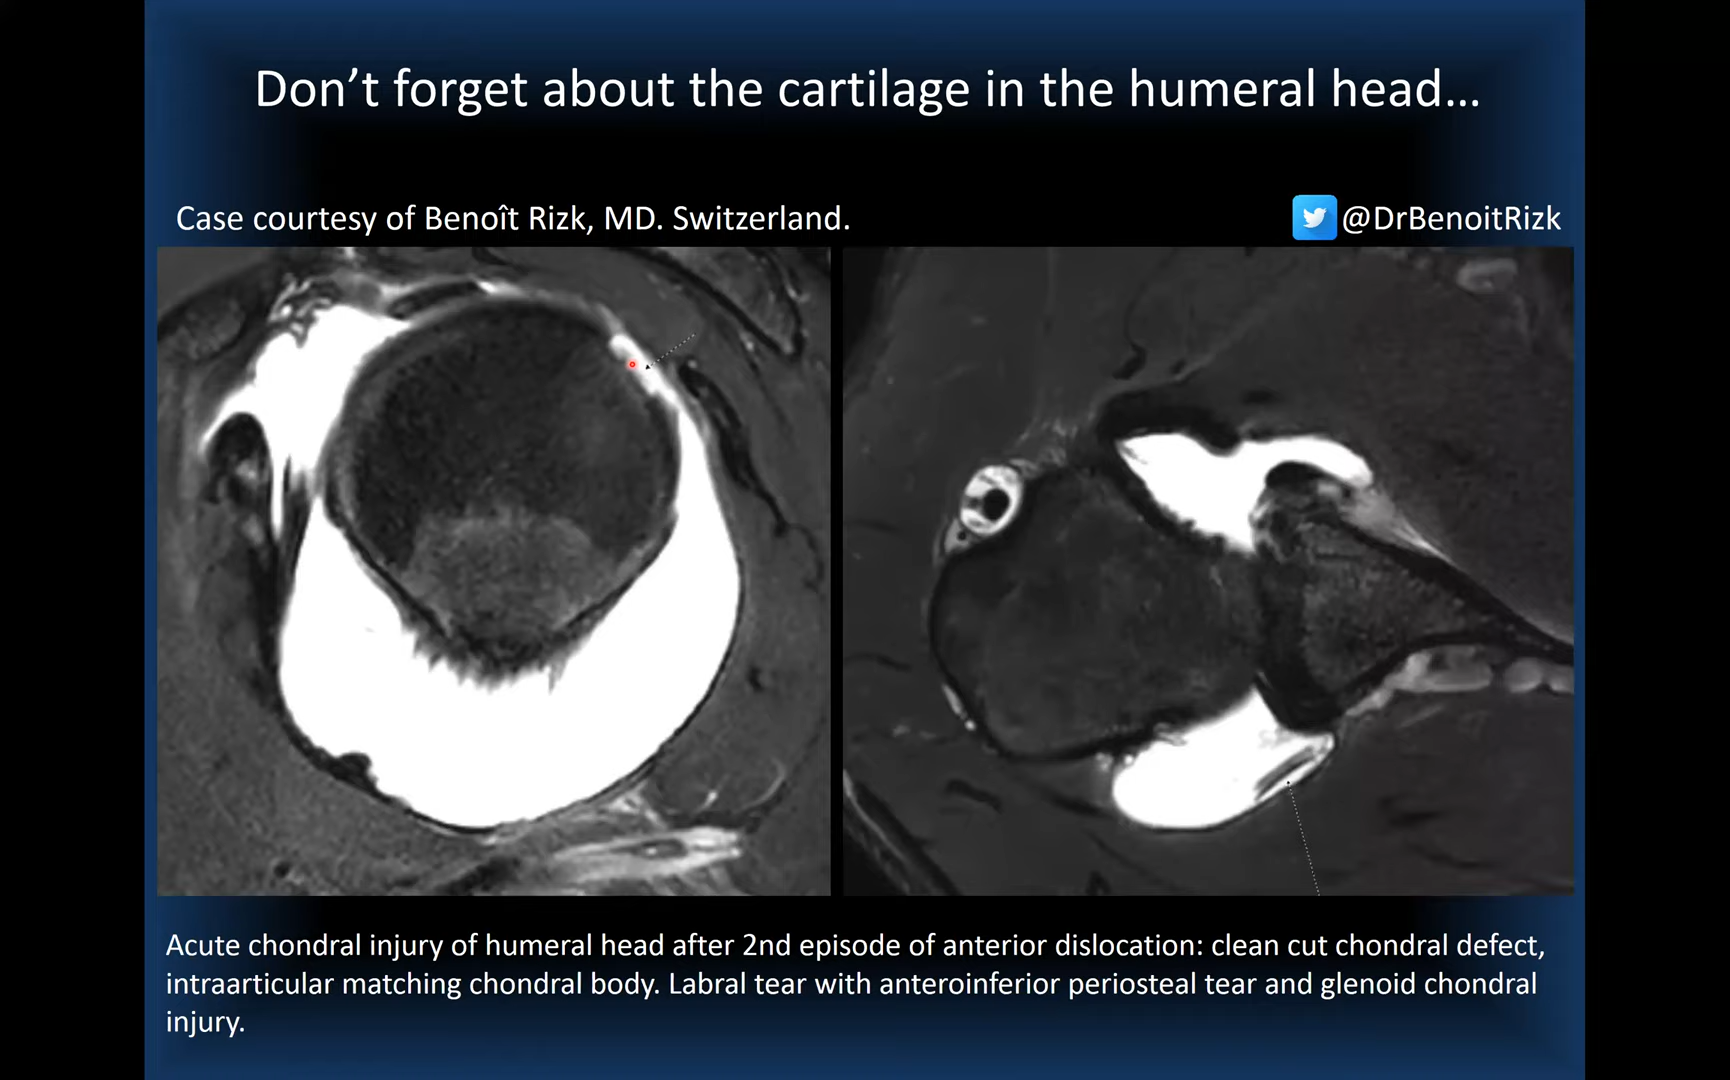 Don’t forget about the cartilage in the humeral head…
Case courtesy of Benoît Rizk, MD. Switzerland.
@DrBenoitRizk
Acute chondral injury of humeral head after 2nd episode of anterior dislocation: clean cut chondral defect,
intraarticular matching chondral body. Labral tear with anteroinferior periosteal tear and glenoid chondral
injury.